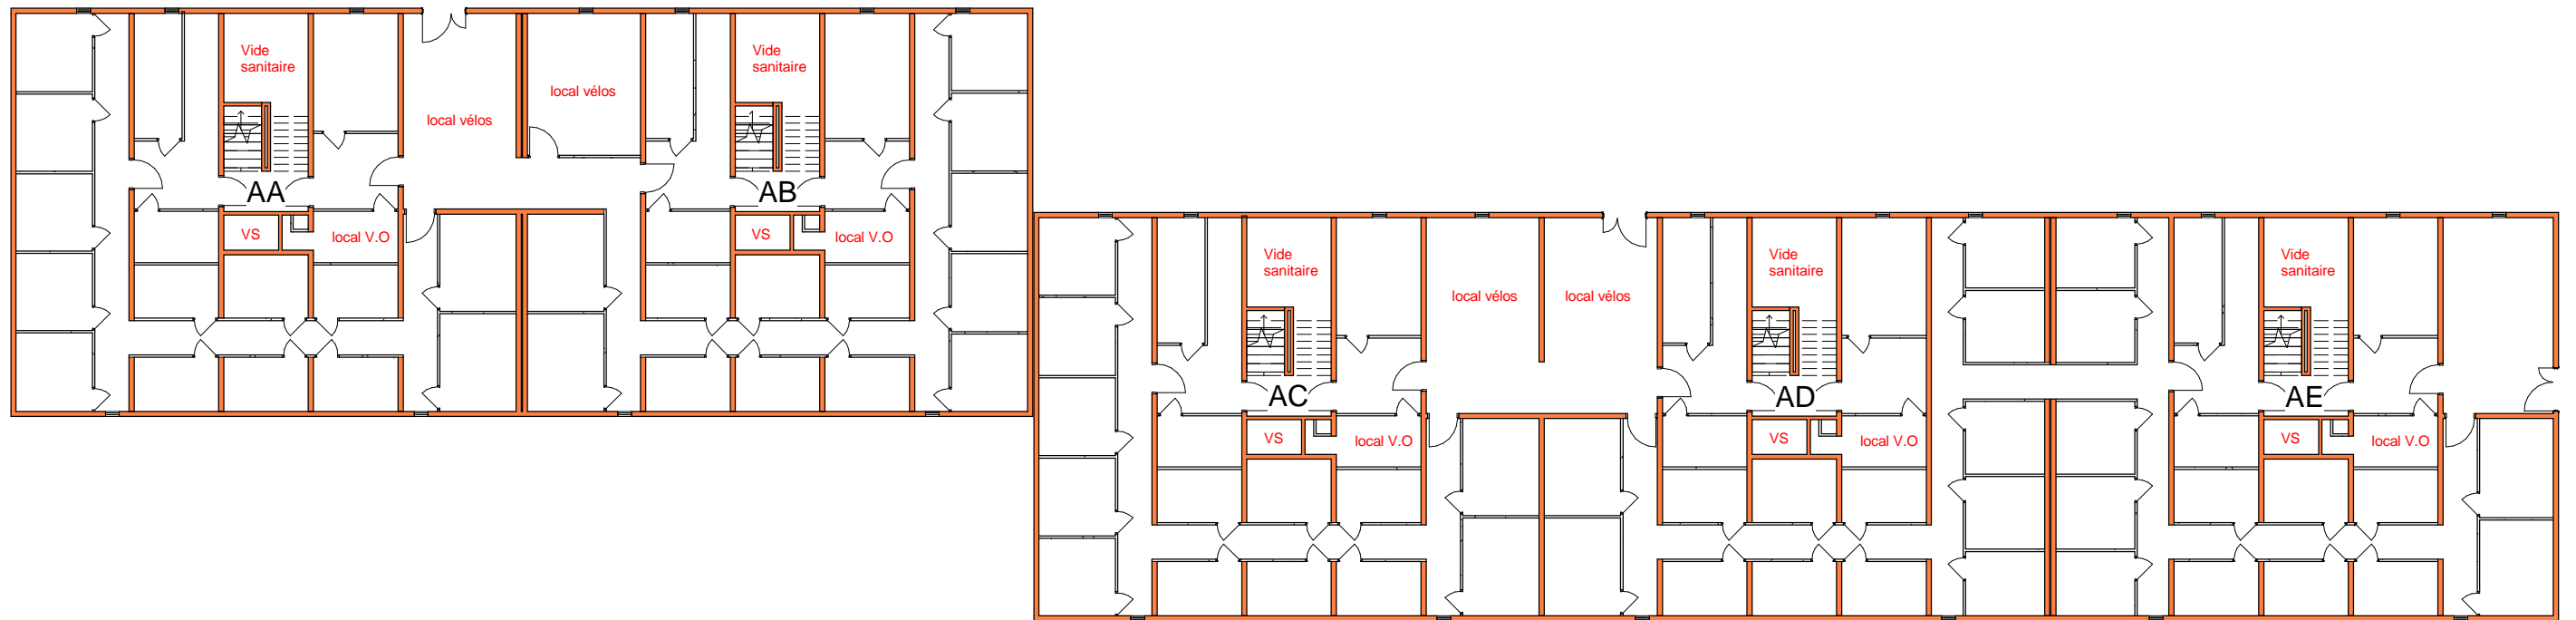 Vide
sanitaire
local vélos
local vélos
Vide
sanitaire
AA
AB
VS
local V.O
VS
local V.O
Vide
sanitaire
local vélos
local vélos
Vide
sanitaire
Vide
sanitaire
AC
AD
AE
VS
local V.O
VS
local V.O
VS
local V.O